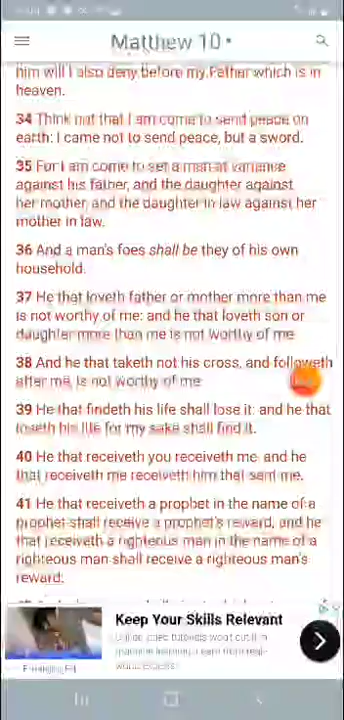 Matthew 10
him will I also deny before my Father which is in
heaven.
34 Think not that I am come to send peace on
earth: I came not to send peace, but a sword.
35 For I am come to set a man at variance
against his father, and the daughter against
her mother, and the daughter in law against her
mother in law.
36 And a man's foes shall be they of his own
household.
37 He that loveth father or mother more than me
is not worthy of me: and he that loveth son or
daughter more than me is not worthy of me.
38 And he that taketh not his cross, and followeth
after me, is not worthy of me.
39 He that findeth his life shall lose it: and he that
loseth his life for my sake shall find it.
40 He that receiveth you receiveth me, and he
that receiveth me receiveth him that sent me.
41 He that receiveth a prophet in the name of a
prophet shall receive a prophet's reward; and he
that receiveth a righteous man in the name of a
righteous man shall receive a righteous man's
reward.
Keep Your Skills Relevant